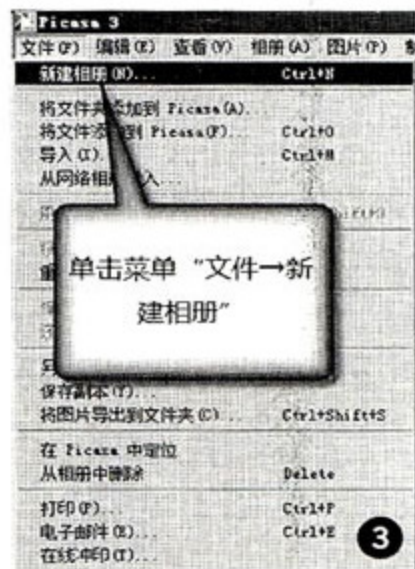 Picasa 3
文件(F) 编辑(E) 查看(V) 相册(A) 图片(P)
新建相册(N)... Ctrl+N
将文件夹添加到 Picasa(A)...
将文件添加到 Picasa(F)... Ctrl+O
导入(I)... Ctrl+M
从网络相册导入...
单击菜单“文件→新
建相册”
保存副本(Y)...
将图片导出到文件夹(C)... Ctrl+Shift+S
在 Picasa 中定位
从相册中删除 Delete
打印(P)... Ctrl+P
电子邮件(E)... Ctrl+E
在线冲印(T)...
3